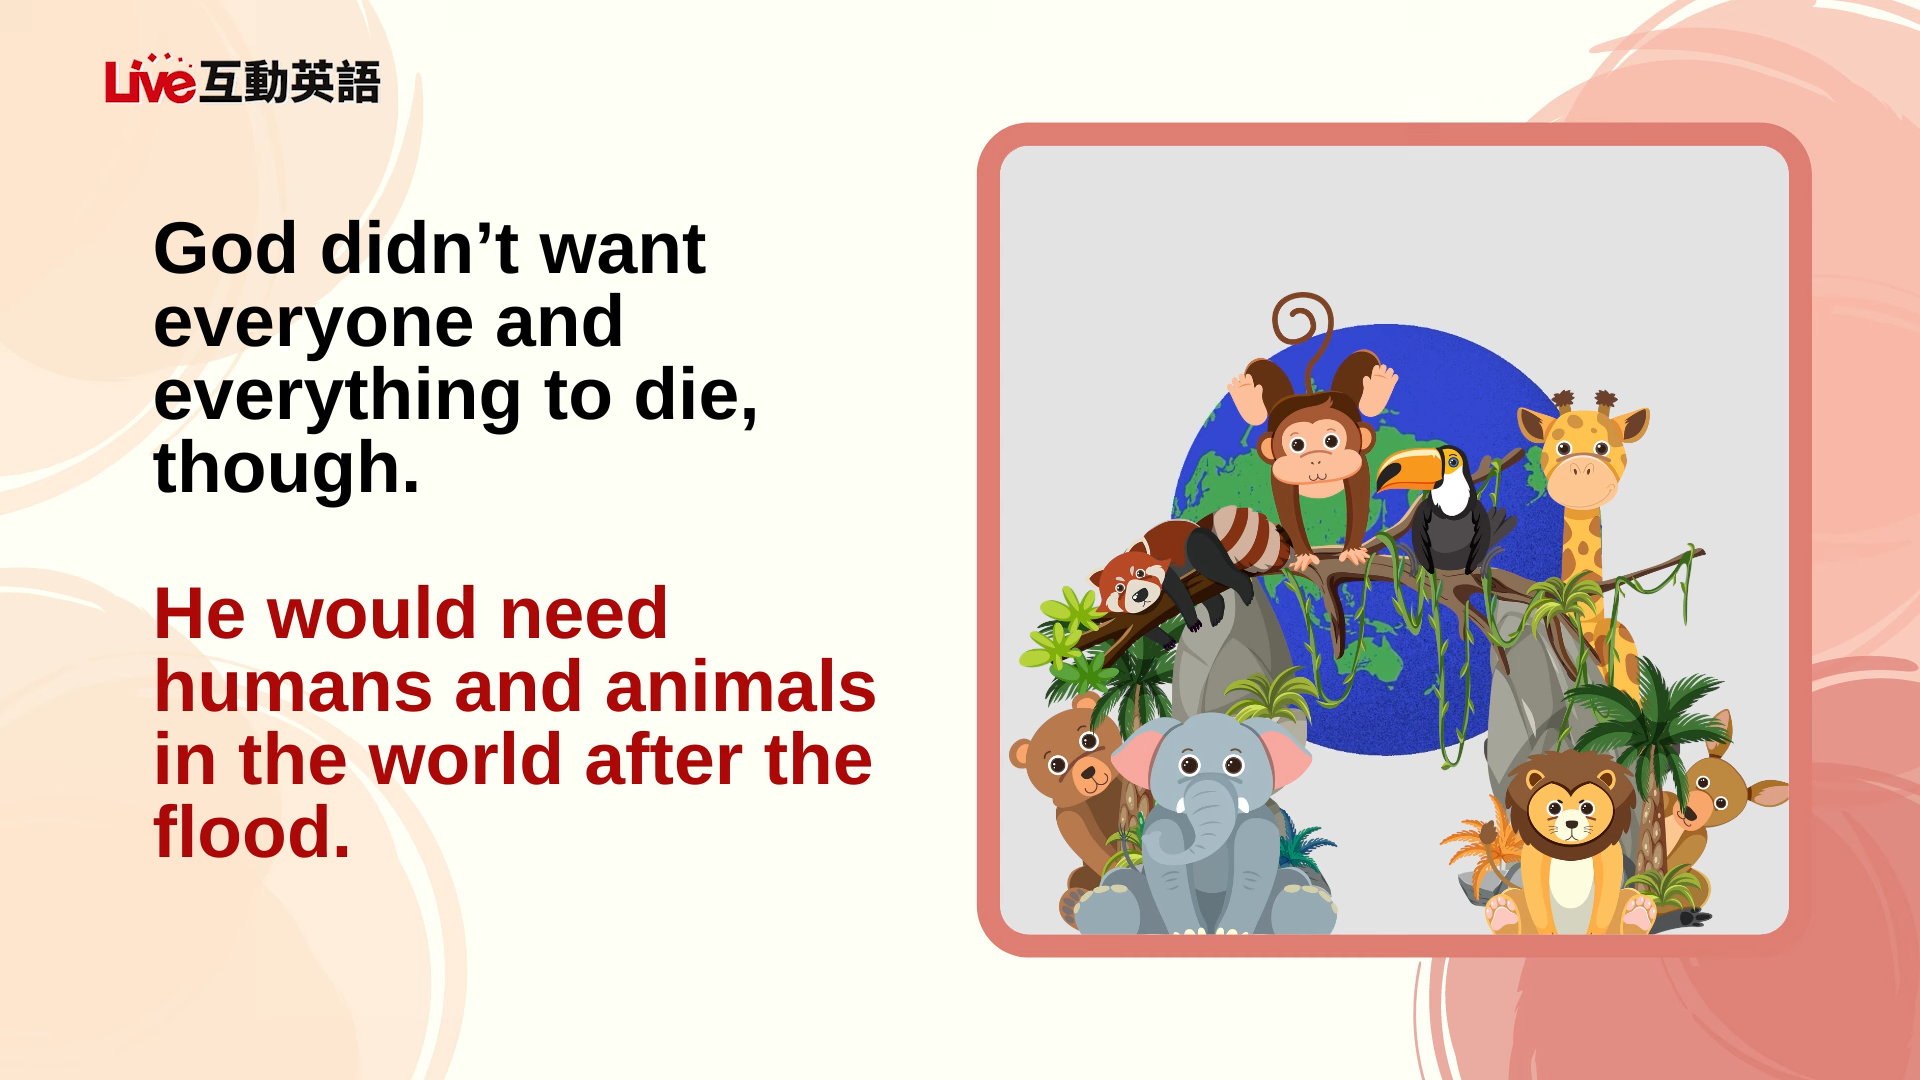 Live互動英語
God didn’t want
everyone and
everything to die,
though.
He would need
humans and animals
in the world after the
flood.